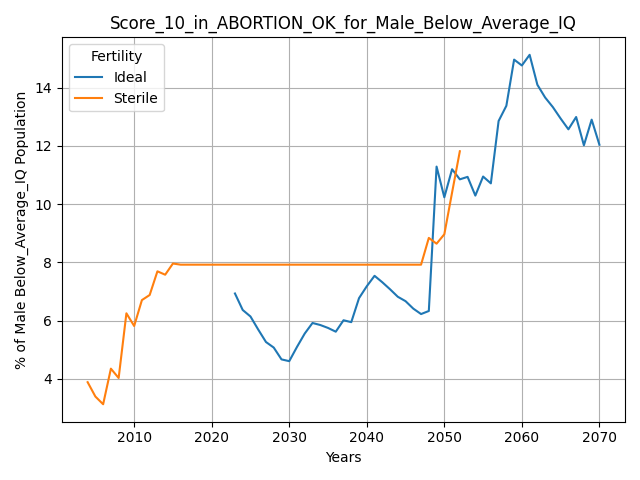 Score_10_in_ABORTION_OK_for_Male_Below_Average_IQ
Fertility
Ideal
Sterile
% of Male Below_Average_IQ Population
14
12
10
8
6
4
2010 2020 2030 2040 2050 2060 2070
Years